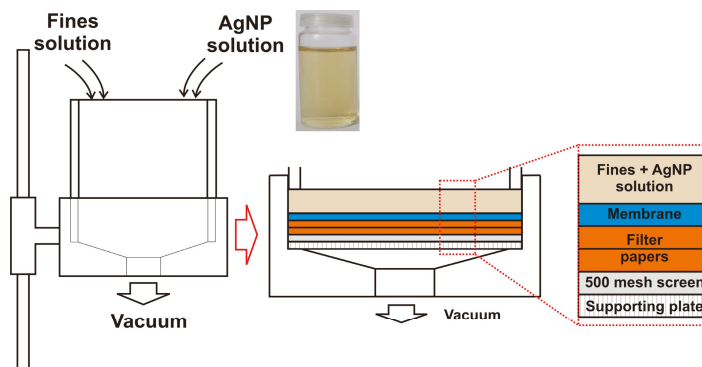 Fines
solution
AgNP
solution
Vacuum
Vacuum
Fines + AgNP
solution
Membrane
Filter
papers
500 mesh screen
Supporting plate